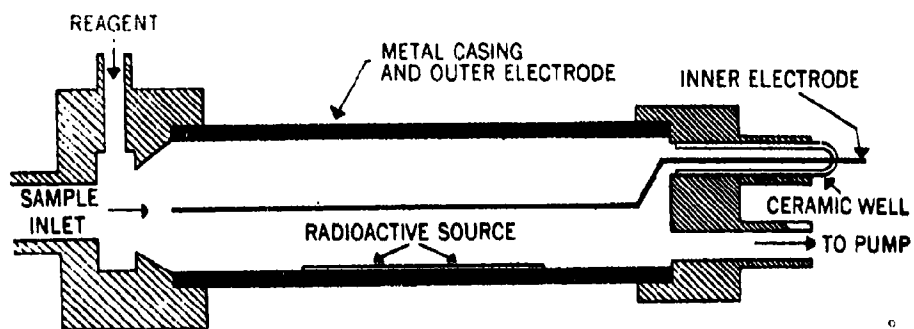 REAGENT
METAL CASING
AND OUTER ELECTRODE
INNER ELECTRODE
SAMPLE
INLET
CERAMIC WELL
RADIOACTIVE SOURCE
TO PUMP